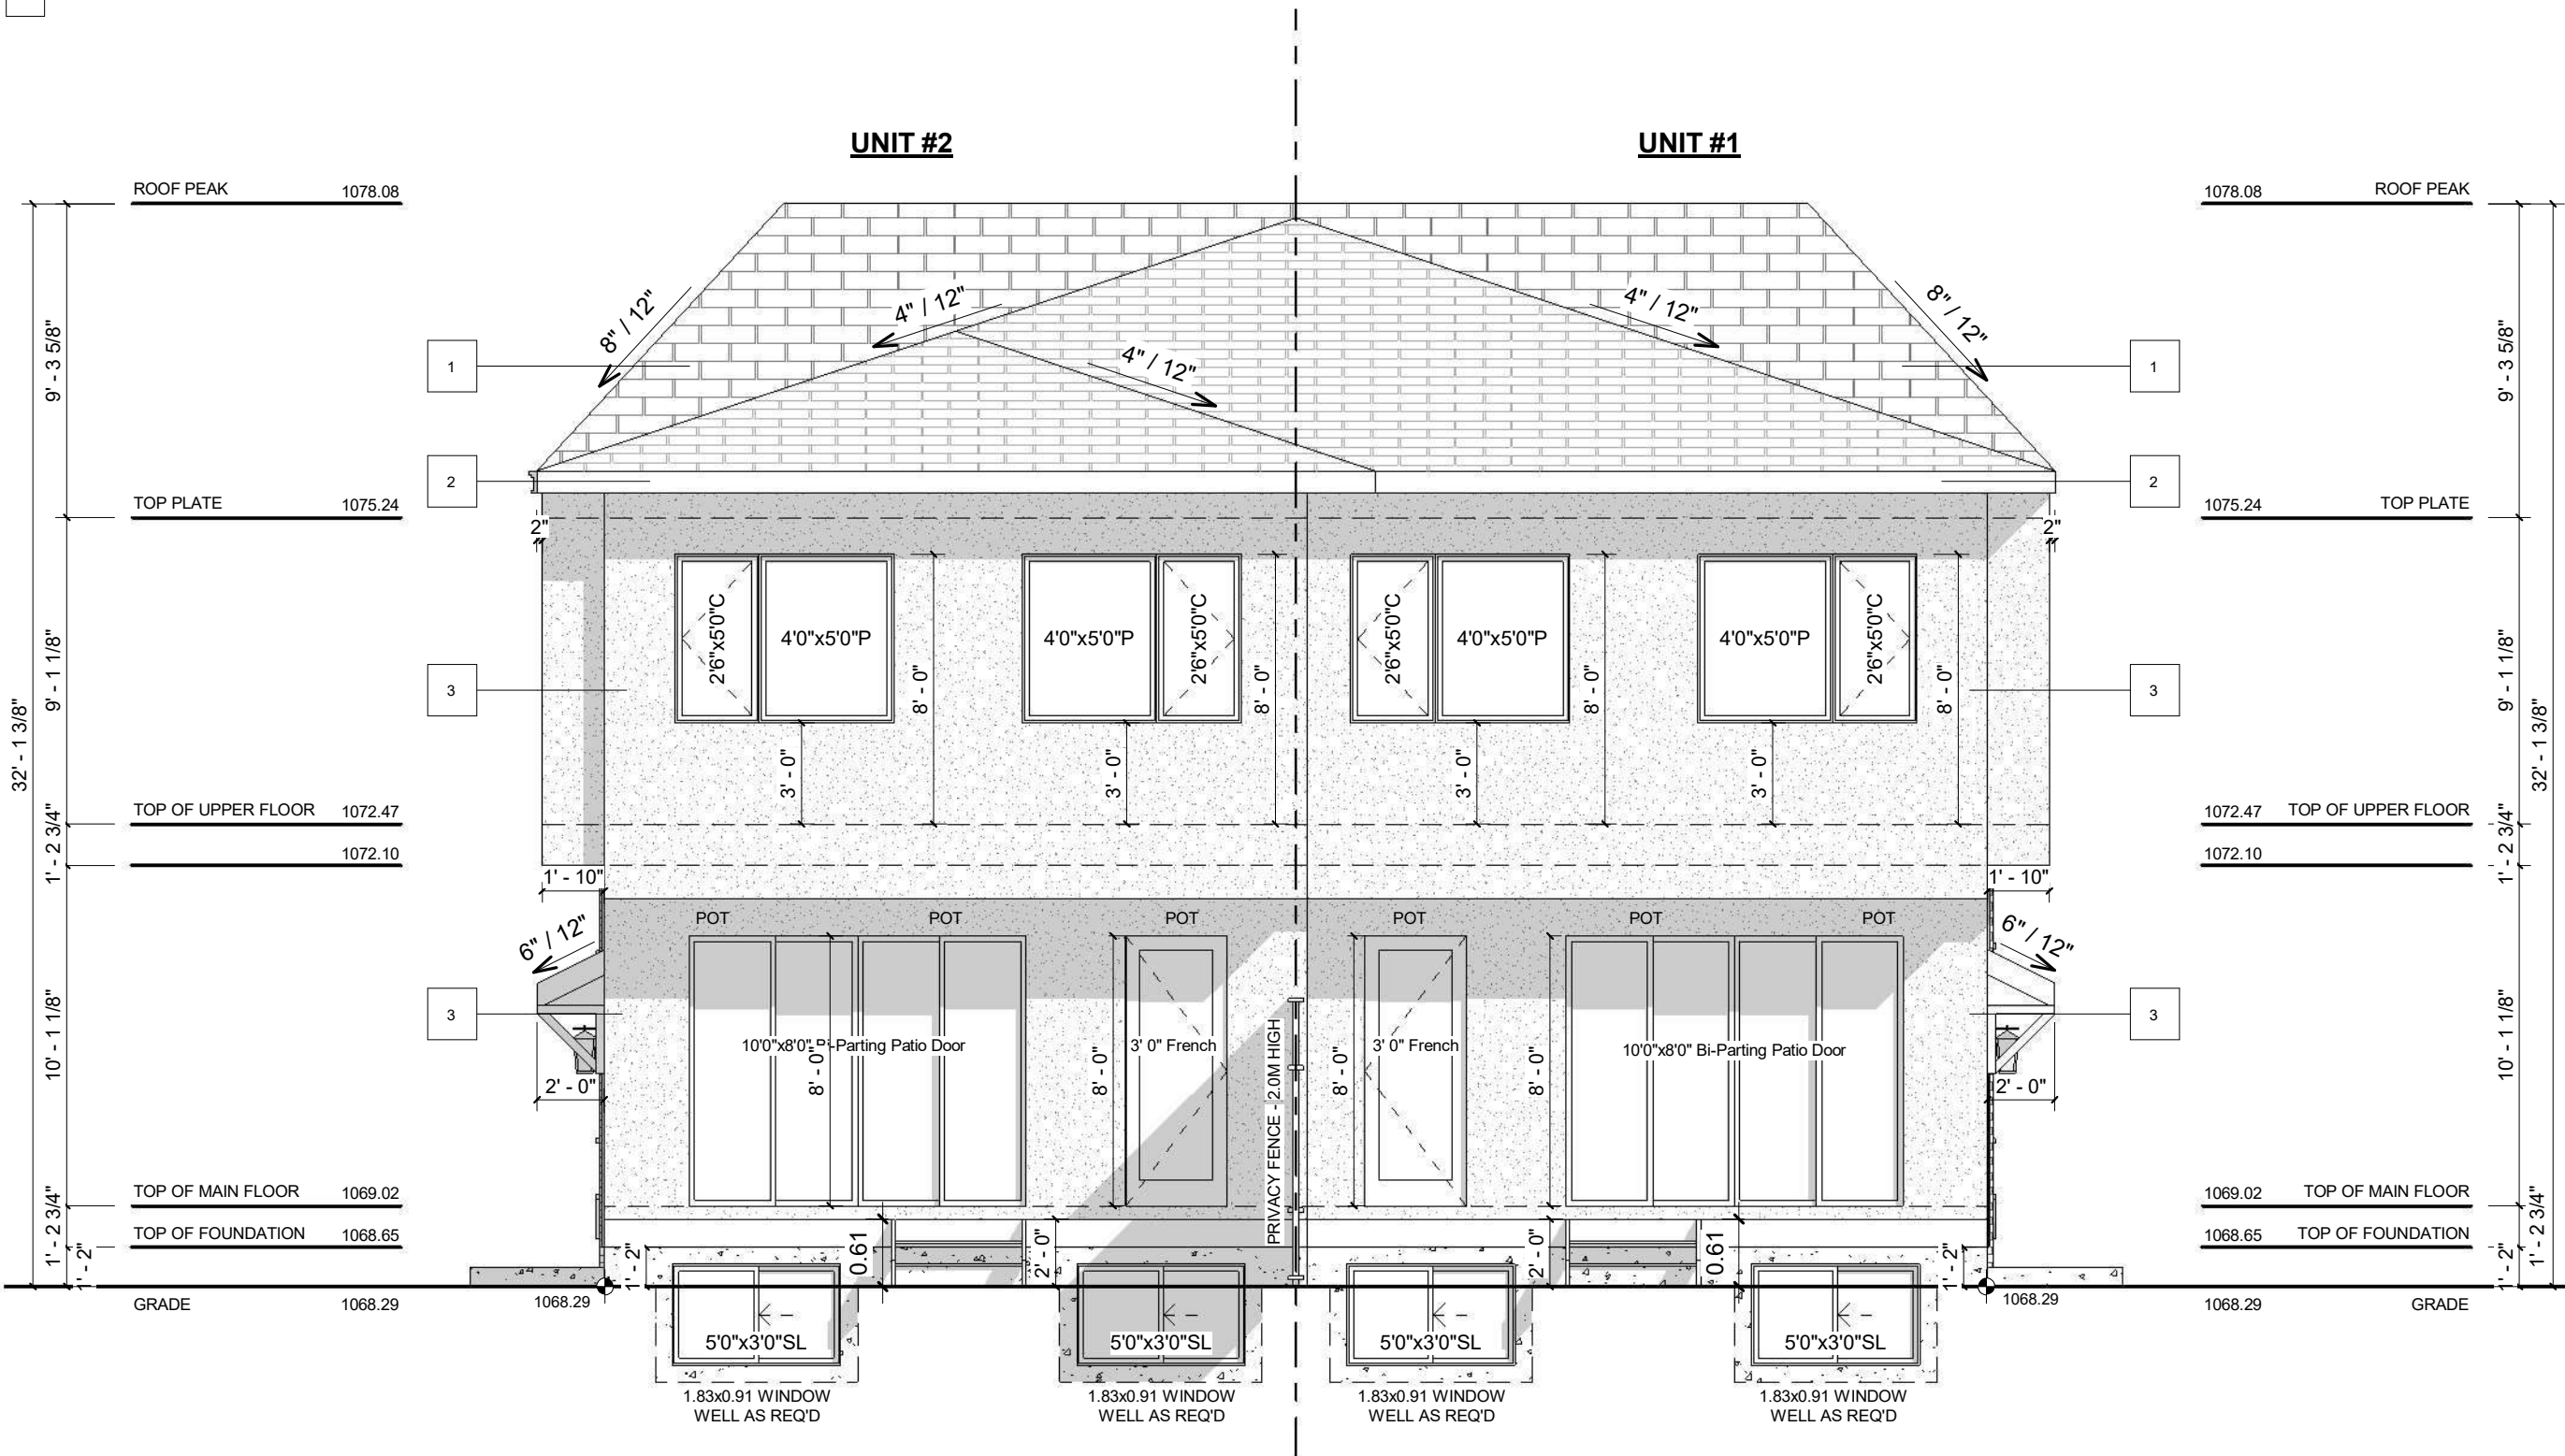 UNIT #2
UNIT #1
ROOF PEAK 1078.08
1078.08 ROOF PEAK
8" / 12"
4" / 12"
4" / 12"
4" / 12"
8" / 12"
9' - 3 5/8"
9' - 3 5/8"
1
1
2
2
TOP PLATE 1075.24
1075.24 TOP PLATE
2"
2"
2'6"x5'0"C
4'0"x5'0"P
4'0"x5'0"P
2'6"x5'0"C
2'6"x5'0"C
4'0"x5'0"P
4'0"x5'0"P
2'6"x5'0"C
8' - 0"
8' - 0"
8' - 0"
8' - 0"
9' - 1 1/8"
9' - 1 1/8"
3
3
32' - 1 3/8"
32' - 1 3/8"
3' - 0"
3' - 0"
3' - 0"
3' - 0"
TOP OF UPPER FLOOR 1072.47
1072.47 TOP OF UPPER FLOOR
1' - 2 3/4"
1' - 2 3/4"
1072.10
1072.10
1' - 10"
1' - 10"
POT
POT
POT
POT
POT
POT
6" / 12"
6" / 12"
3
3
10' - 1 1/8"
10' - 1 1/8"
10'0"x8'0" Bi-Parting Patio Door
8' - 0"
8' - 0"
3' 0" French
PRIVACY FENCE - 2.0M HIGH
8' - 0"
3' 0" French
8' - 0"
10'0"x8'0" Bi-Parting Patio Door
2' - 0"
2' - 0"
TOP OF MAIN FLOOR 1069.02
1069.02 TOP OF MAIN FLOOR
1' - 2 3/4"
1' - 2 3/4"
TOP OF FOUNDATION 1068.65
1068.65 TOP OF FOUNDATION
1' - 2"
1' - 2"
0.61
2' - 0"
2' - 0"
0.61
1' - 2"
1' - 2"
GRADE 1068.29
1068.29
1068.29
1068.29 GRADE
5'0"x3'0"SL
5'0"x3'0"SL
5'0"x3'0"SL
5'0"x3'0"SL
1.83x0.91 WINDOW
WELL AS REQ'D
1.83x0.91 WINDOW
WELL AS REQ'D
1.83x0.91 WINDOW
WELL AS REQ'D
1.83x0.91 WINDOW
WELL AS REQ'D